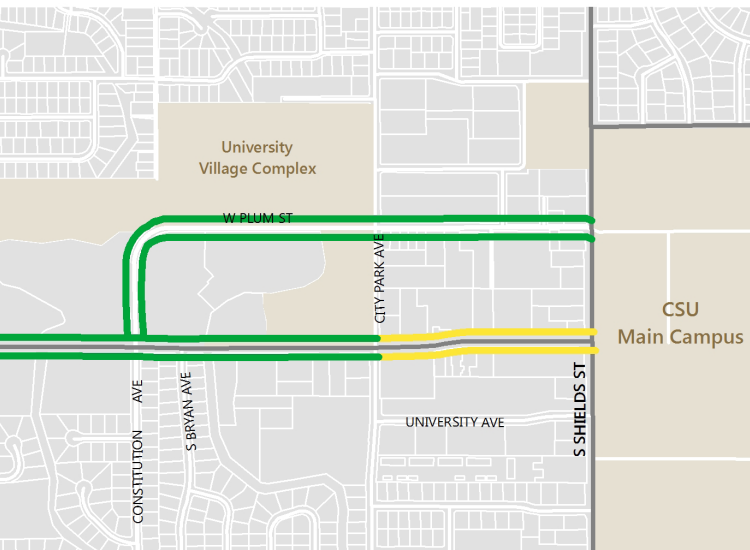 University
Village Complex
W PLUM ST
CITY PARK AVE
CSU
Main Campus
S SHIELDS ST
CONSTITUTION AVE
S BRYAN AVE
UNIVERSITY AVE